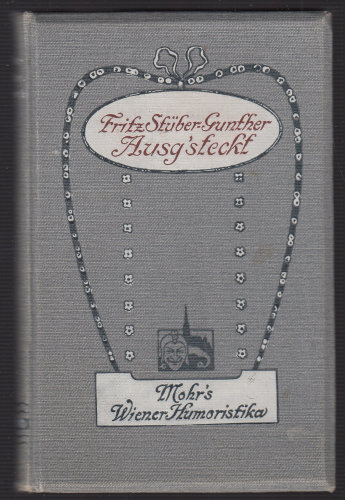 Fritz Stüber-Gunther
Ausg'steckt
Mohr's
Wiener Humoristika